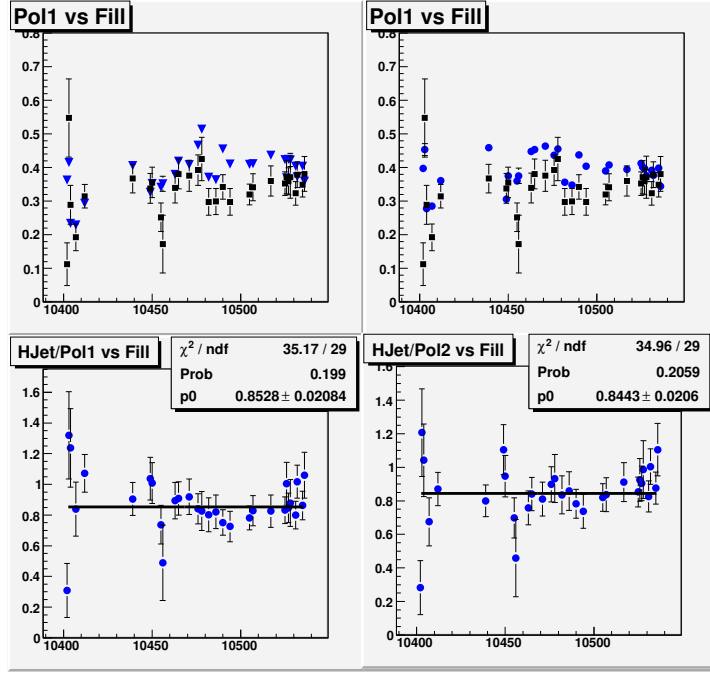 Pol1 vs Fill
0.8
0.7
0.6
0.5
0.4
0.3
0.2
0.1
0
10400 10450 10500
Pol1 vs Fill
0.8
0.7
0.6
0.5
0.4
0.3
0.2
0.1
0
10400 10450 10500
HJet/Pol1 vs Fill
χ² / ndf 35.17 / 29
Prob 0.199
p0 0.8528 ± 0.02084
1.6
1.4
1.2
1
0.8
0.6
0.4
0.2
0
10400 10450 10500
HJet/Pol2 vs Fill
χ² / ndf 34.96 / 29
Prob 0.2059
p0 0.8443 ± 0.0206
1.6
1.4
1.2
1
0.8
0.6
0.4
0.2
0
10400 10450 10500